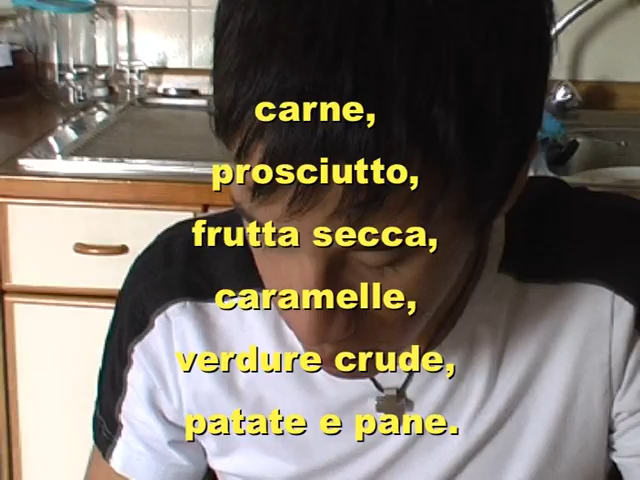 carne,
prosciutto,
frutta secca,
caramelle,
verdure crude,
patate e pane.